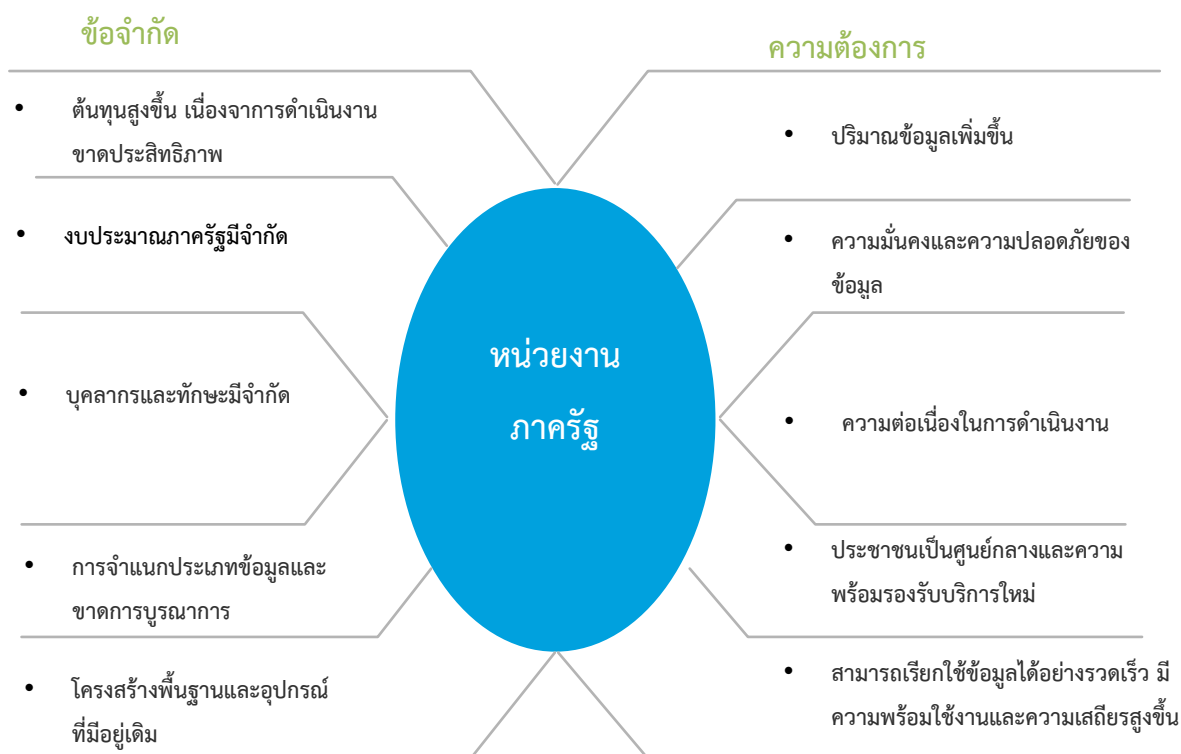 ข้อจำกัด
• ต้นทุนสูงขึ้น เนื่องจาการดำเนินงาน
ขาดประสิทธิภาพ
• งบประมาณภาครัฐมีจำกัด
• บุคลากรและทักษะมีจำกัด
• การจำแนกประเภทข้อมูลและ
ขาดการบูรณาการ
• โครงสร้างพื้นฐานและอุปกรณ์
ที่มีอยู่เดิม
หน่วยงาน
ภาครัฐ
ความต้องการ
• ปริมาณข้อมูลเพิ่มขึ้น
• ความมั่นคงและความปลอดภัยของ
ข้อมูล
• ความต่อเนื่องในการดำเนินงาน
• ประชาชนเป็นศูนย์กลางและความ
พร้อมรองรับบริการใหม่
• สามารถเรียกใช้ข้อมูลได้อย่างรวดเร็ว มี
ความพร้อมใช้งานและความเสถียรสูงขึ้น